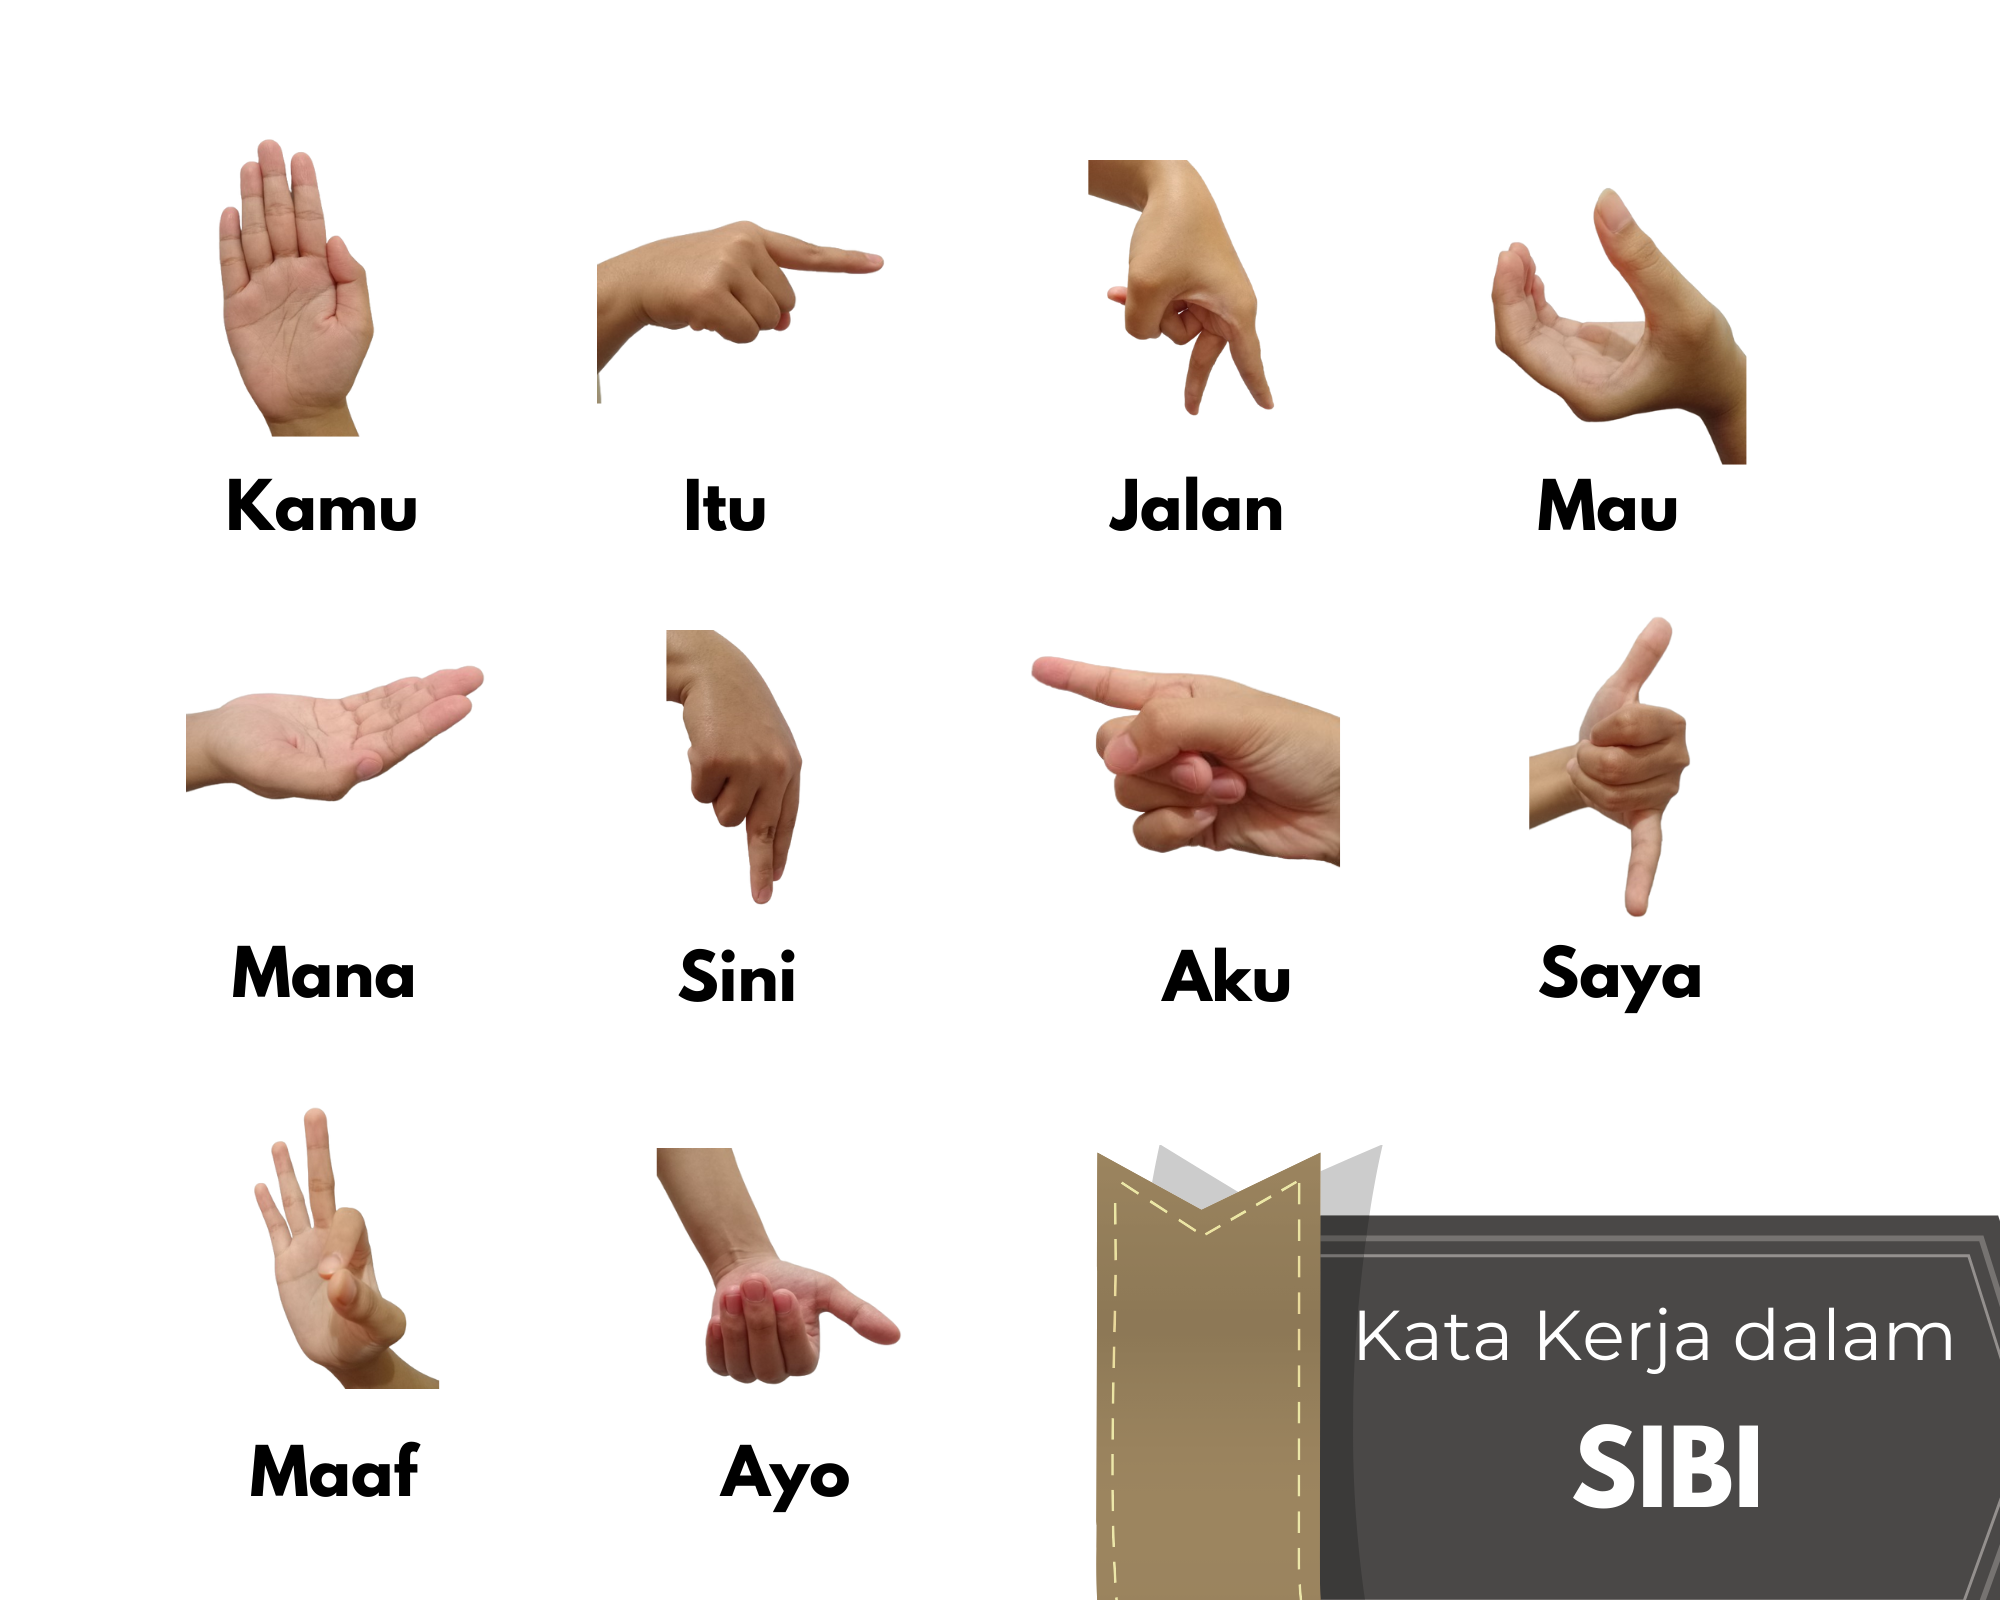 Kamu
Itu
Jalan
Mau
Mana
Sini
Aku
Saya
Maaf
Ayo
Kata Kerja dalam
SIBI